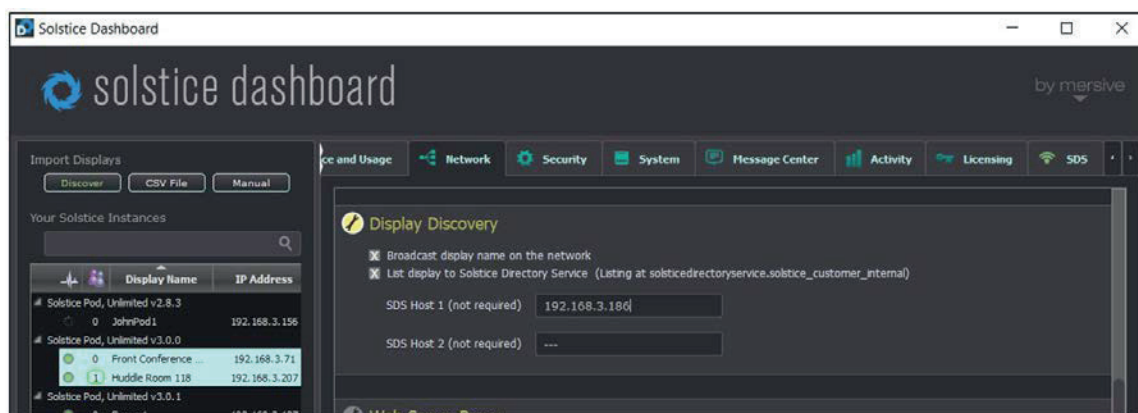 Solstice Dashboard
solstice dashboard
by mersive
Import Displays
Discover CSV File Manual
Your Solstice Instances
Display Name IP Address
Solstice Pod, Unlimited v2.8.3
0 JohnPod1 192.168.3.156
Solstice Pod, Unlimited v3.0.0
0 Front Conference ... 192.168.3.71
1 Huddle Room 118 192.168.3.207
Solstice Pod, Unlimited v3.0.1
ce and Usage Network Security System Message Center Activity Licensing SDS
Display Discovery
X Broadcast display name on the network
X List display to Solstice Directory Service (Listing at solsticedirectoryservice.solstice_customer_internal)
SDS Host 1 (not required) 192.168.3.186
SDS Host 2 (not required) ---